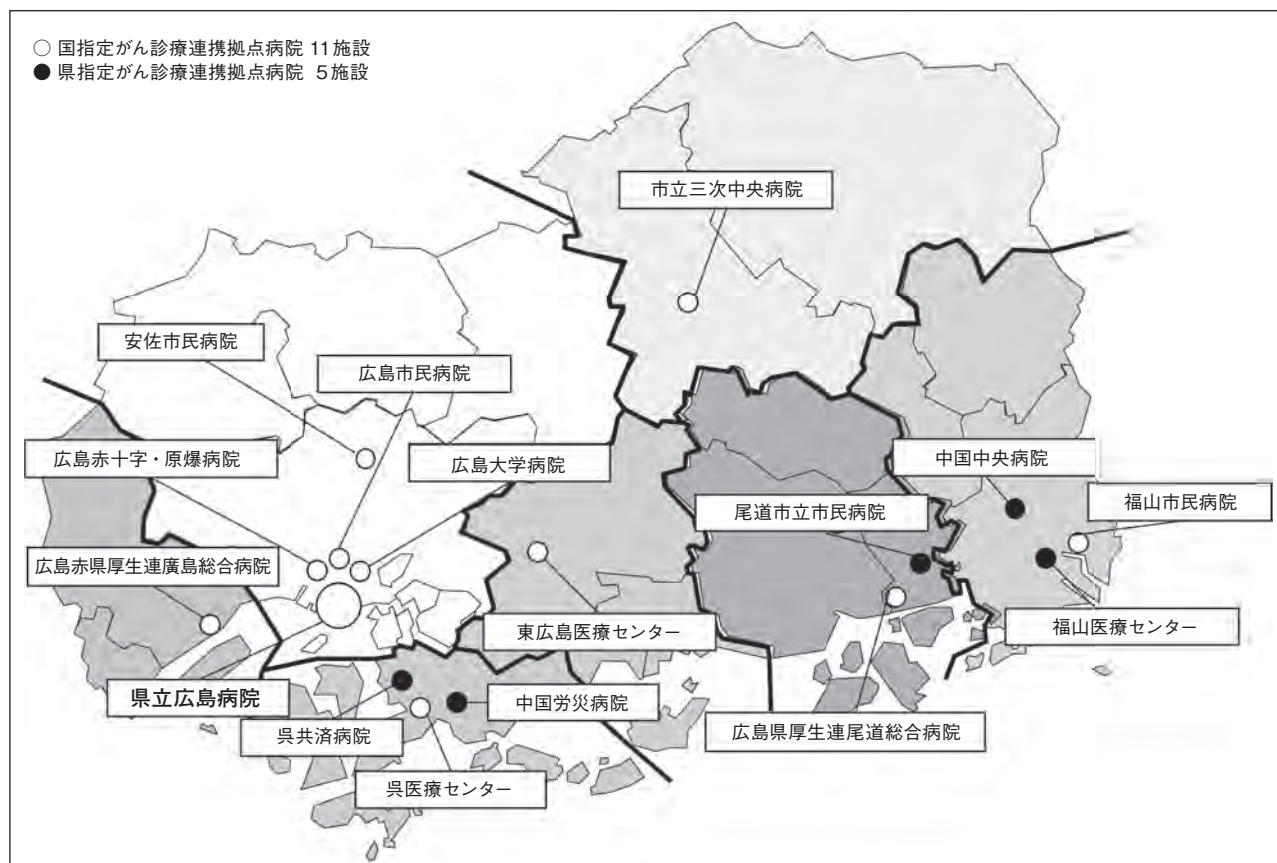 ○ 国指定がん診療連携拠点病院 11施設
● 県指定がん診療連携拠点病院 5施設
市立三次中央病院
安佐市民病院
広島市民病院
広島赤十字・原爆病院
広島大学病院
中国中央病院
尾道市立市民病院
福山市民病院
広島赤県厚生連廣島総合病院
東広島医療センター
福山医療センター
県立広島病院
中国労災病院
呉共済病院
広島県厚生連尾道総合病院
呉医療センター